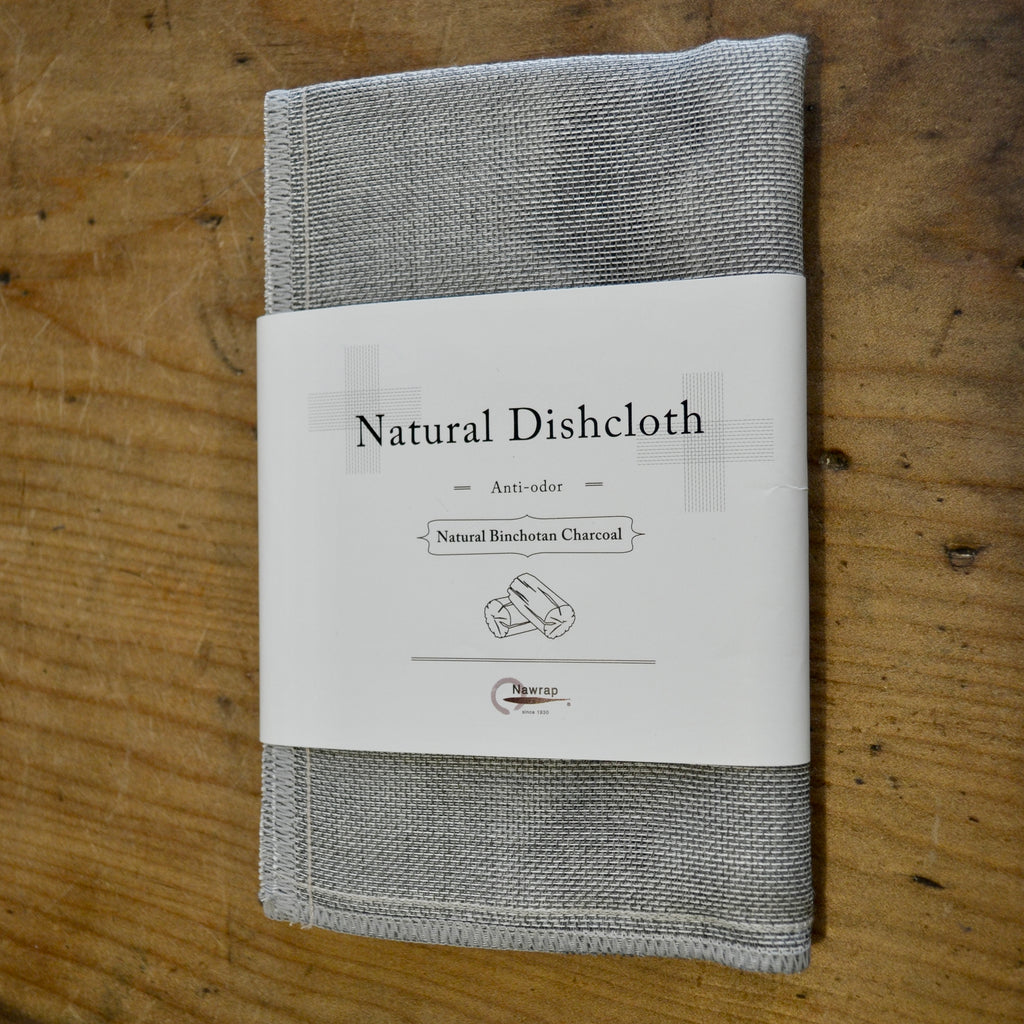 Natural Dishcloth
Anti-odor
Natural Binchotan Charcoal
Nawrap
since 1930